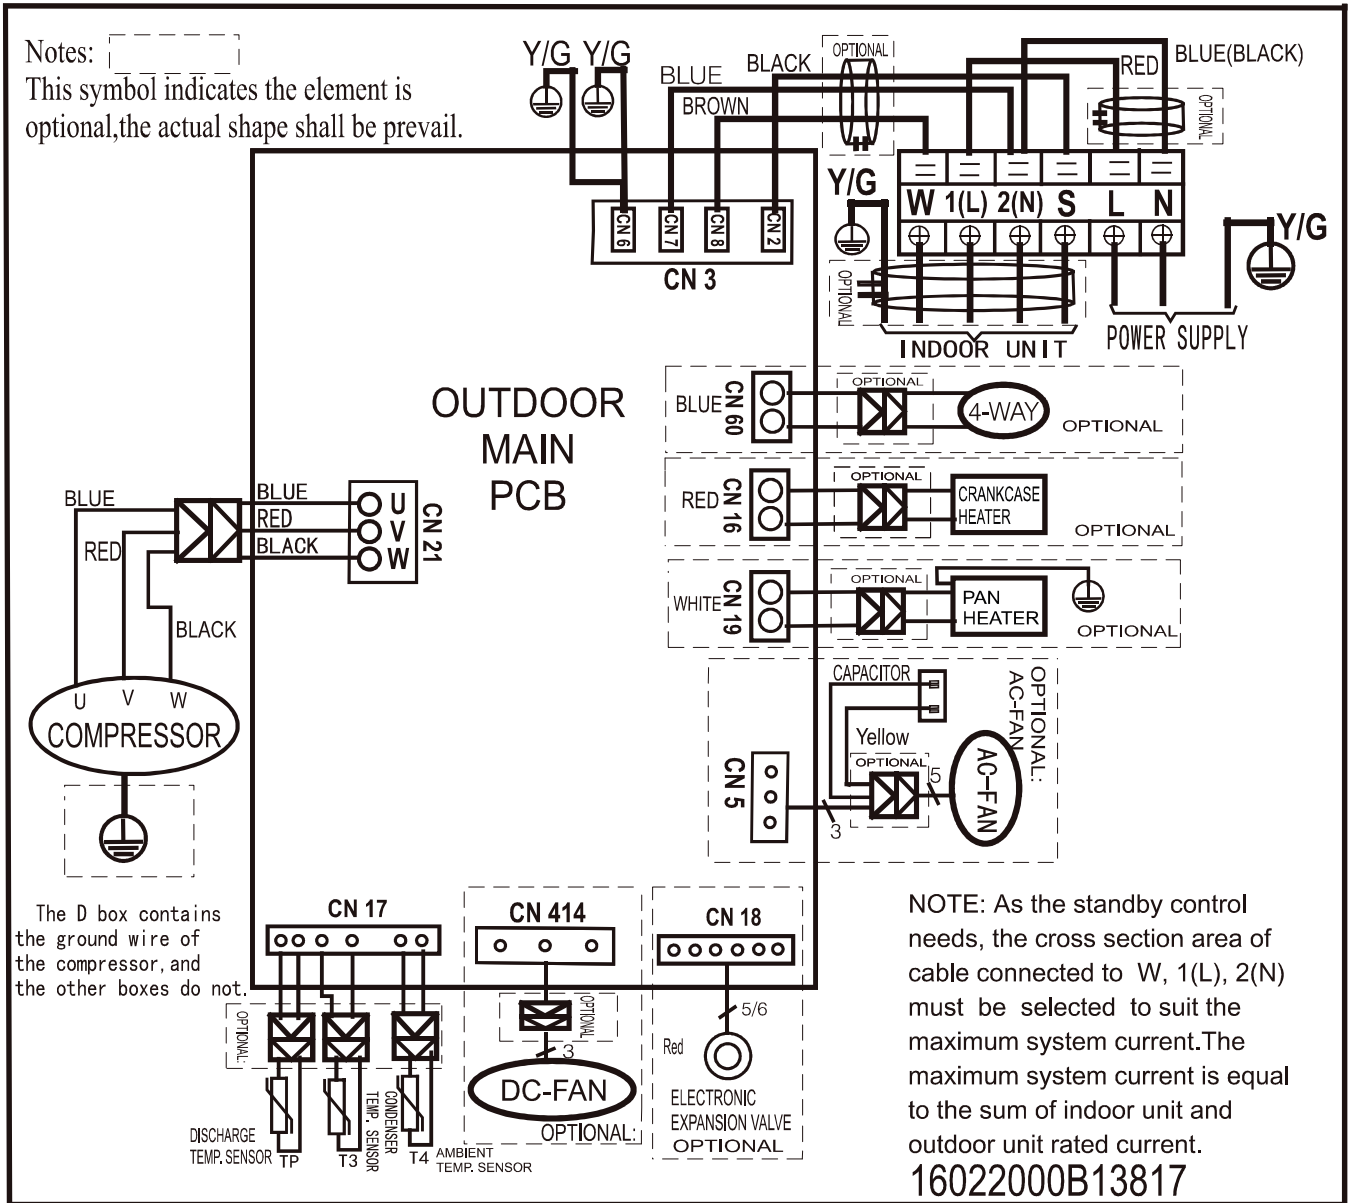 Notes:
This symbol indicates the element is
optional,the actual shape shall be prevail.
Y/G Y/G
BLUE
BLACK
BROWN
OPTIONAL
RED
BLUE(BLACK)
OPTIONAL
Y/G
W 1(L) 2(N) S L N
Y/G
CN 6
CN 7
CN 8
CN 2
CN 3
OPTIONAL
INDOOR UNIT
POWER SUPPLY
OUTDOOR
MAIN
PCB
BLUE
CN 60
OPTIONAL
4-WAY
OPTIONAL
RED
CN 16
OPTIONAL
CRANKCASE
HEATER
OPTIONAL
WHITE
CN 19
OPTIONAL
PAN
HEATER
OPTIONAL
BLUE
RED
BLACK
BLUE
RED
BLACK
U
V
W
CN 21
U V W
COMPRESSOR
CAPACITOR
OPTIONAL:
AC-FAN
Yellow
OPTIONAL
CN 5
3
5
AC-FAN
The D box contains
the ground wire of
the compressor,and
the other boxes do not.
CN 17
OPTIONAL:
DISCHARGE
TEMP. SENSOR
TP
T3
CONDENSER
TEMP. SENSOR
T4
AMBIENT
TEMP. SENSOR
CN 414
OPTIONAL
3
DC-FAN
OPTIONAL:
CN 18
5/6
Red
ELECTRONIC
EXPANSION VALVE
OPTIONAL
NOTE: As the standby control
needs, the cross section area of
cable connected to W, 1(L), 2(N)
must be selected to suit the
maximum system current.The
maximum system current is equal
to the sum of indoor unit and
outdoor unit rated current.
16022000B13817